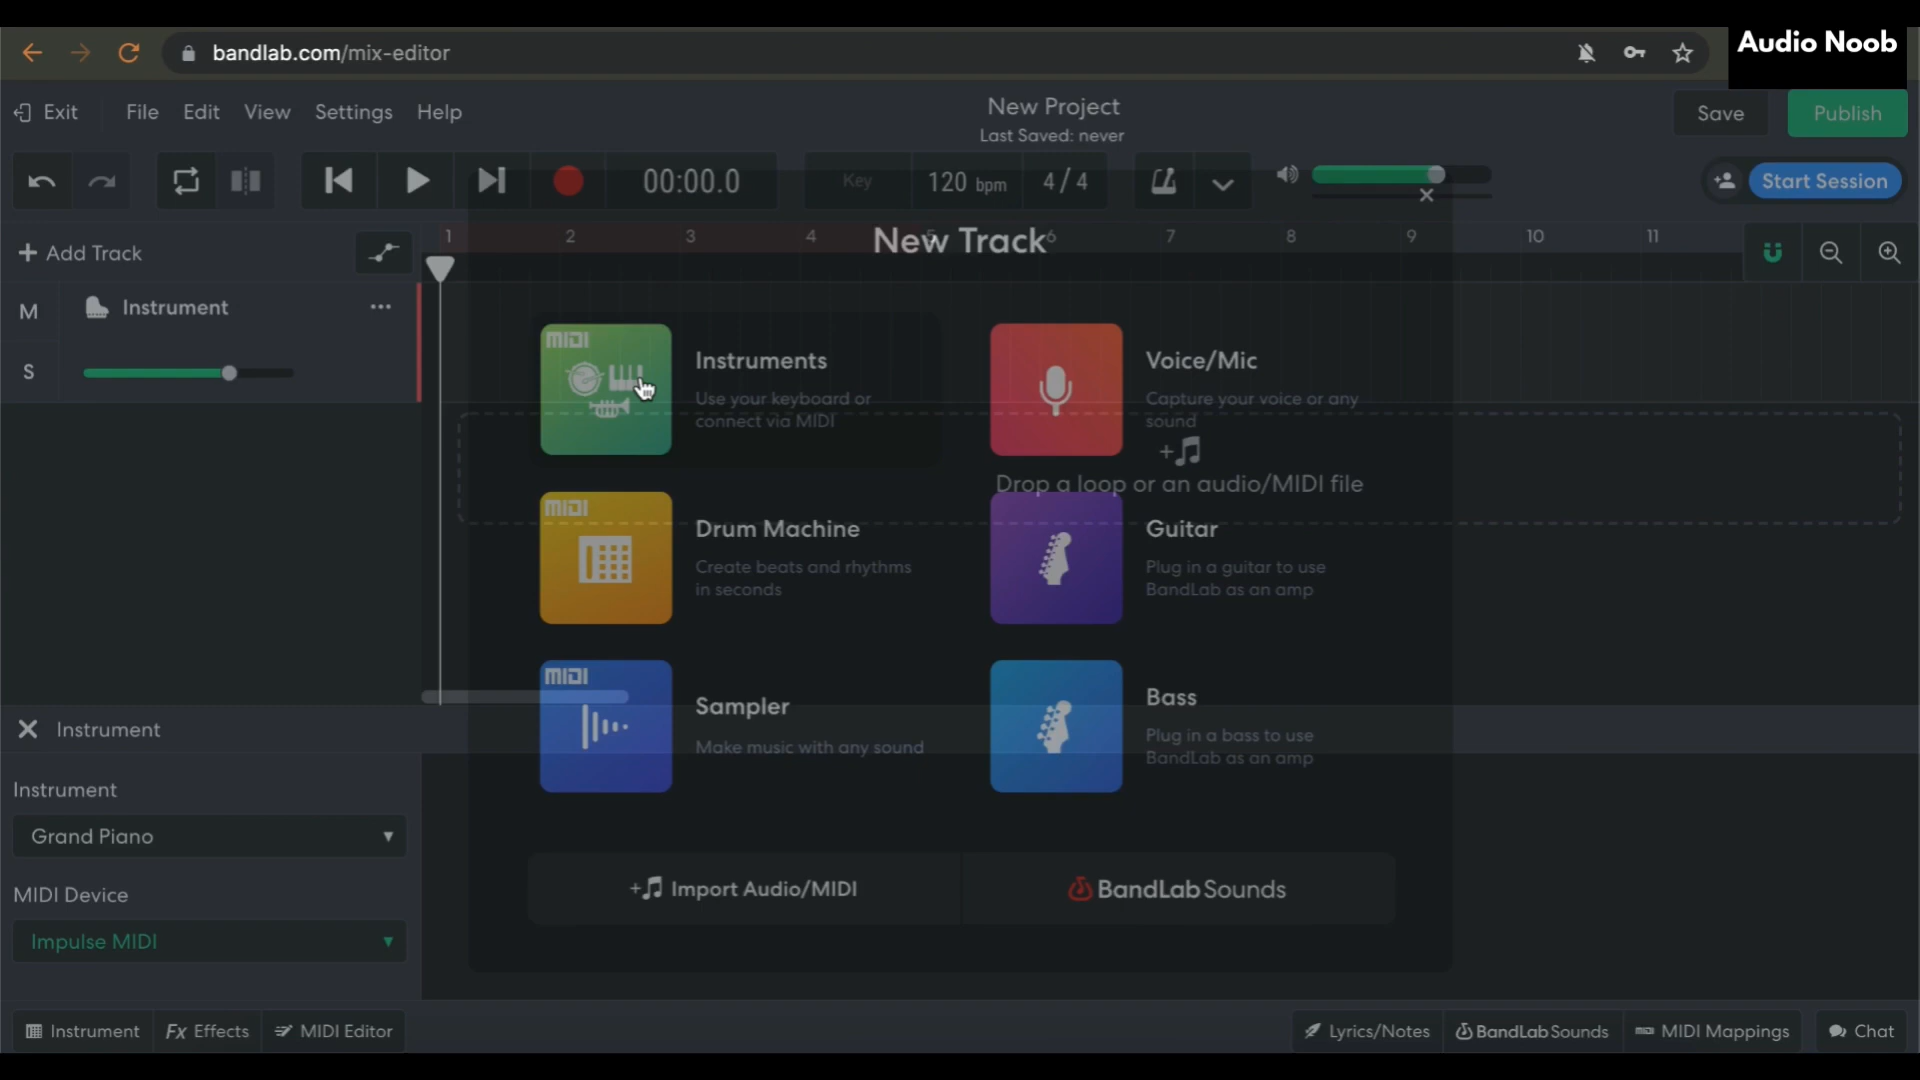 Audio Noob
bandlab.com/mix-editor
Exit File Edit View Settings Help
New Project
Last Saved: never
Save Publish
00:00.0 Key 120 bpm 4 / 4
Start Session
Add Track
1 2 3 4 5 6 7 8 9 10 11
New Track
M Instrument
S
MIDI
Instruments
Use your keyboard or
connect via MIDI
Voice/Mic
Capture your voice or any
sound
Drop a loop or an audio/MIDI file
MIDI
Drum Machine
Create beats and rhythms
in seconds
Guitar
Plug in a guitar to use
BandLab as an amp
MIDI
Sampler
Make music with any sound
Bass
Plug in a bass to use
BandLab as an amp
Instrument
Instrument
Grand Piano
MIDI Device
Impulse MIDI
Import Audio/MIDI
BandLab Sounds
Instrument Fx Effects MIDI Editor
Lyrics/Notes BandLab Sounds MIDI Mappings Chat